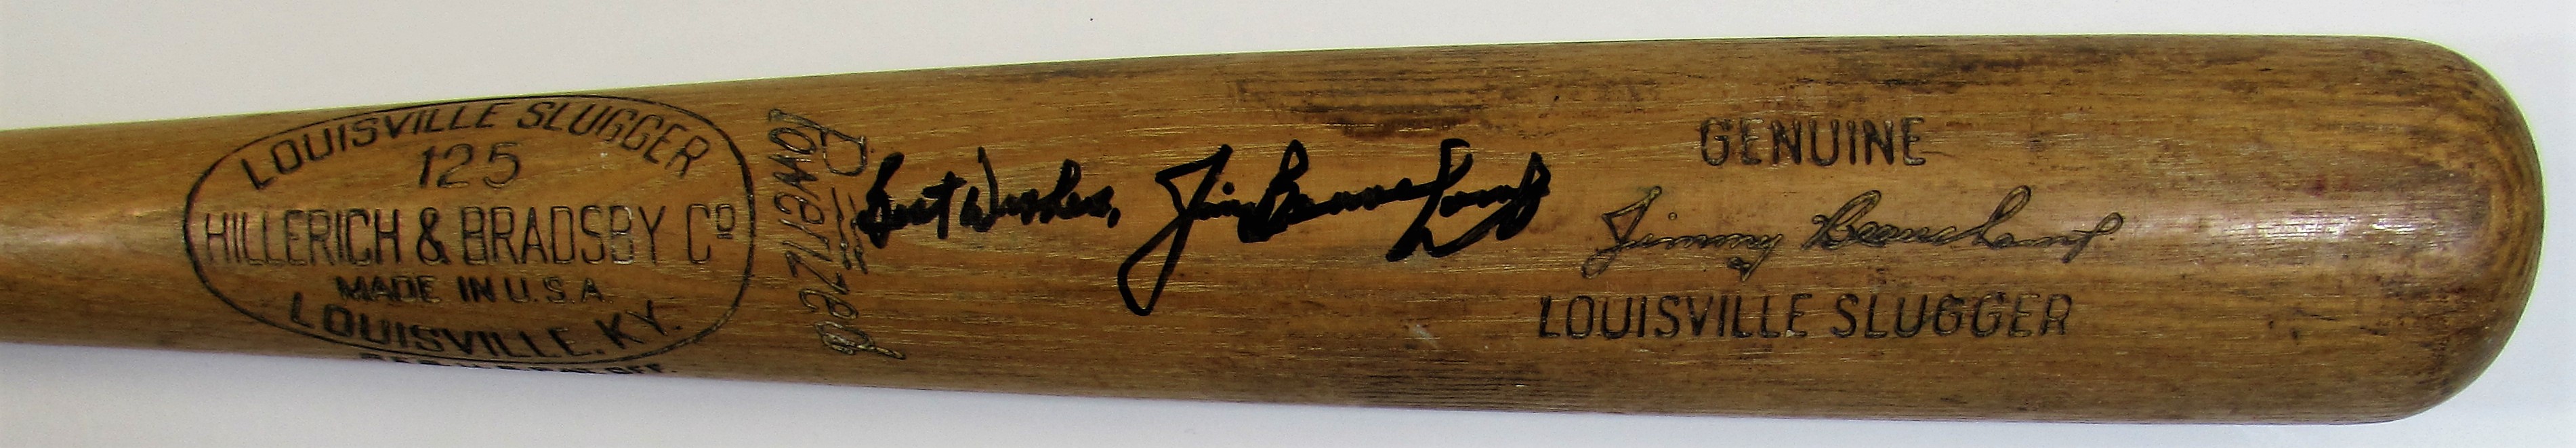 LOUISVILLE SLUGGER
125
HILLERICH & BRADSBY Cº
MADE IN U.S.A.
LOUISVILLE, KY.
POWERIZED
Best Wishes, Jim Beauchamp
GENUINE
Jimmy Beauchamp
LOUISVILLE SLUGGER